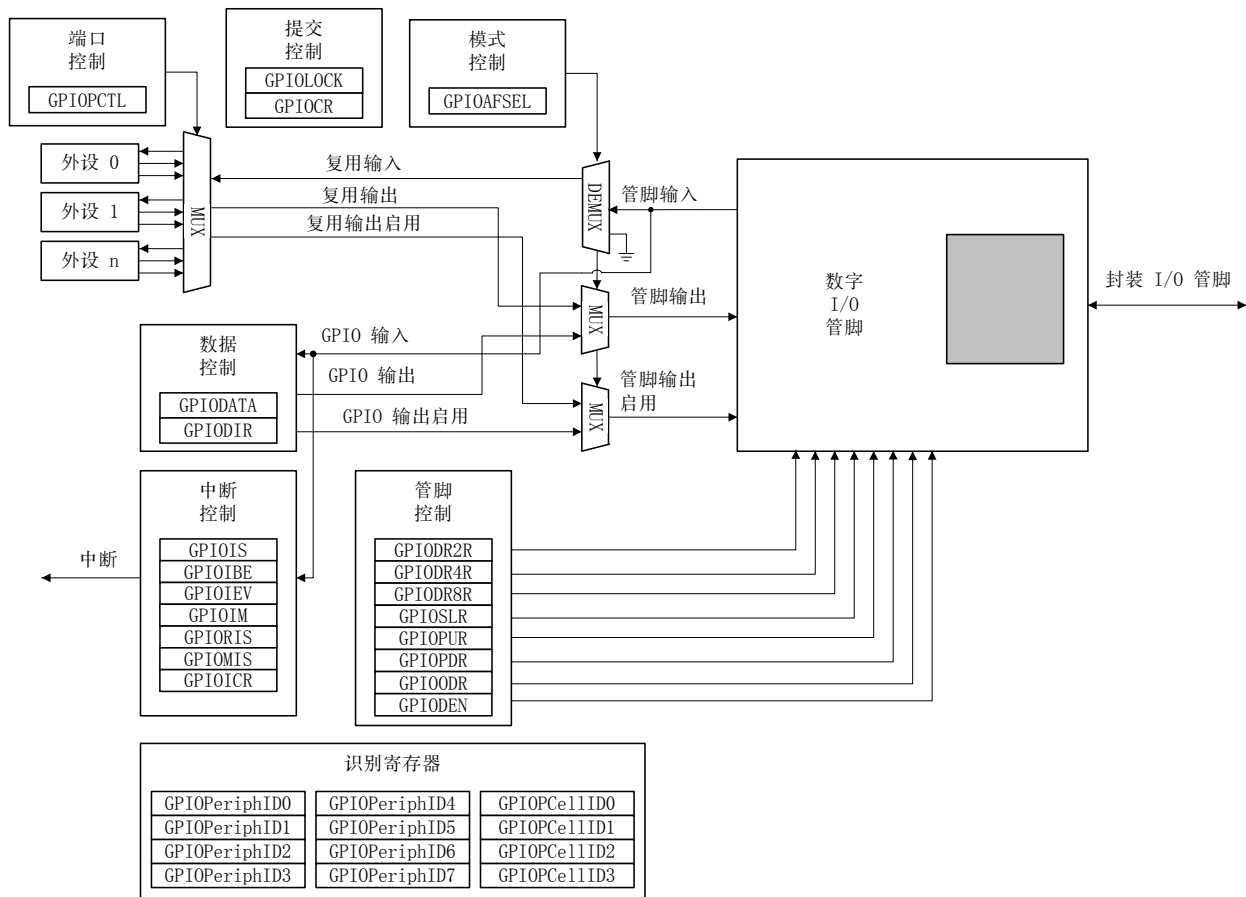 端口
控制
GPIOPCTL
提交
控制
GPIOLOCK
GPIOCR
模式
控制
GPIOAFSEL
外设 0
外设 1
外设 n
MUX
复用输入
复用输出
复用输出启用
DEMUX
管脚输入
MUX
管脚输出
MUX
管脚输出
启用
数字
I/O
管脚
封装 I/O 管脚
数据
控制
GPIODATA
GPIODIR
GPIO 输入
GPIO 输出
GPIO 输出启用
中断
控制
GPIOIS
GPIOIBE
GPIOIEV
GPIOIM
GPIORIS
GPIOMIS
GPIOICR
中断
管脚
控制
GPIODR2R
GPIODR4R
GPIODR8R
GPIOSLR
GPIOPUR
GPIOPDR
GPIOODR
GPIODEN
识别寄存器
GPIOPeriphID0
GPIOPeriphID1
GPIOPeriphID2
GPIOPeriphID3
GPIOPeriphID4
GPIOPeriphID5
GPIOPeriphID6
GPIOPeriphID7
GPIOPCellID0
GPIOPCellID1
GPIOPCellID2
GPIOPCellID3